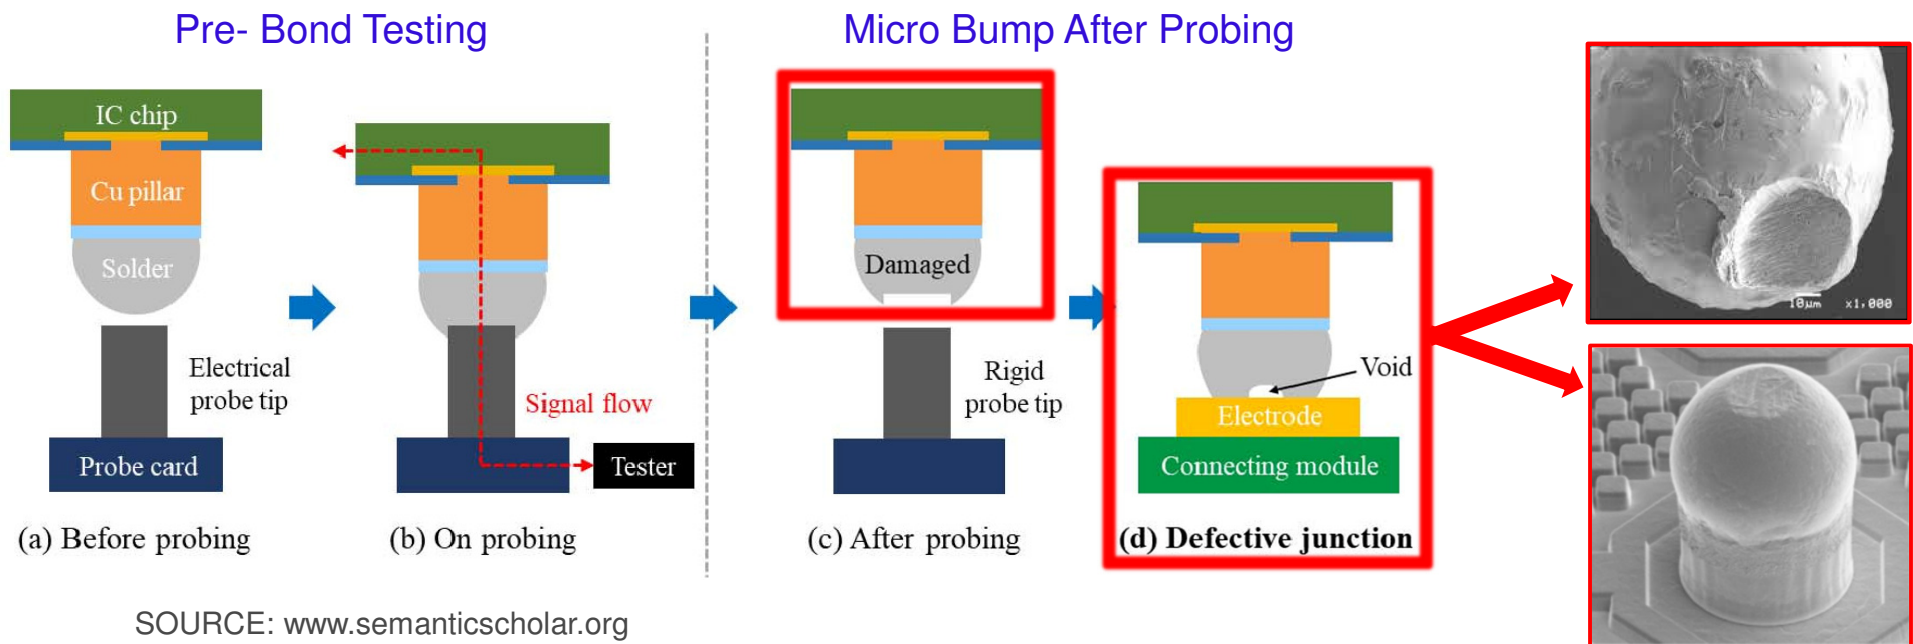 Pre- Bond Testing
Micro Bump After Probing
IC chip
Cu pillar
Solder
Electrical
probe tip
Probe card
Signal flow
Tester
Damaged
Rigid
probe tip
Void
Electrode
Connecting module
10μm x1,000
(a) Before probing
(b) On probing
(c) After probing
(d) Defective junction
SOURCE: www.semanticscholar.org